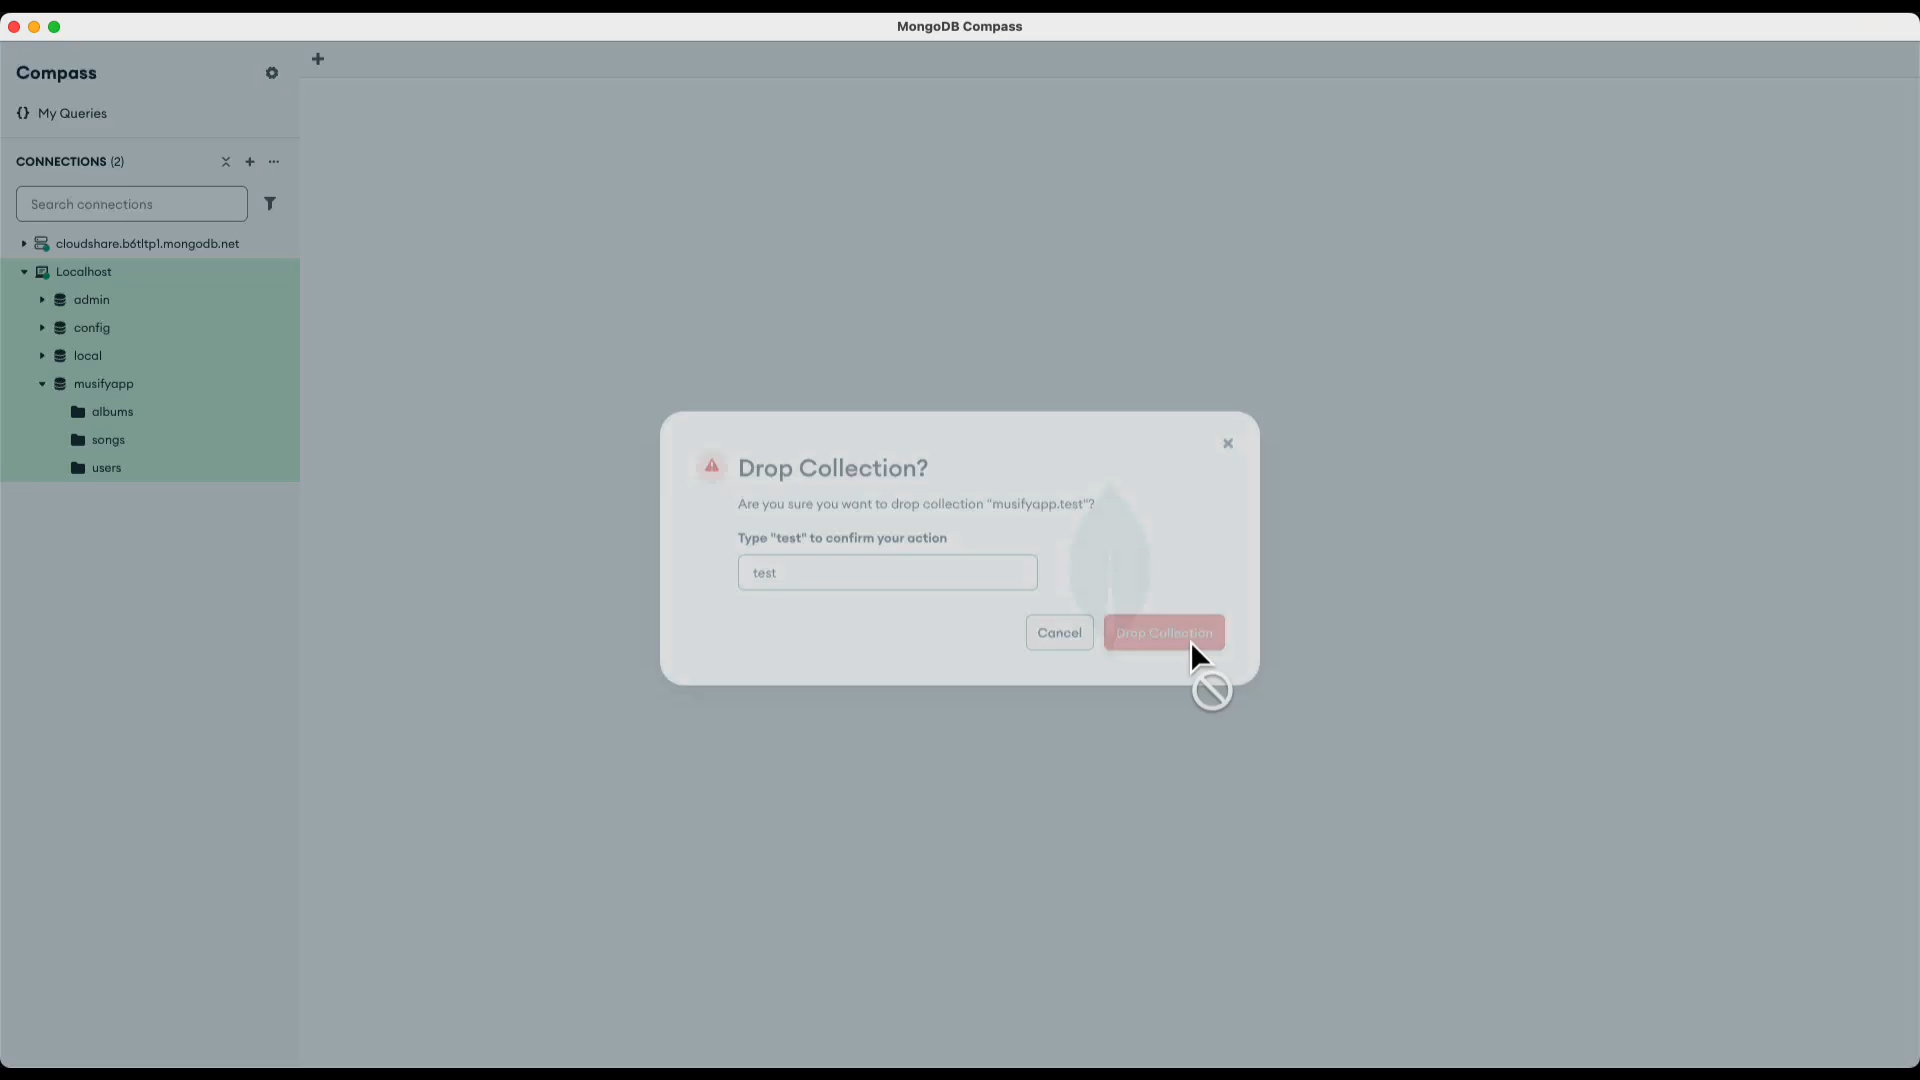 MongoDB Compass
Compass
{} My Queries
CONNECTIONS (2)
Search connections
cloudshare.b6tltp1.mongodb.net
Localhost
admin
config
local
musifyapp
albums
songs
users
Drop Collection?
Are you sure you want to drop collection "musifyapp.test"?
Type "test" to confirm your action
test
Cancel
Drop Collection